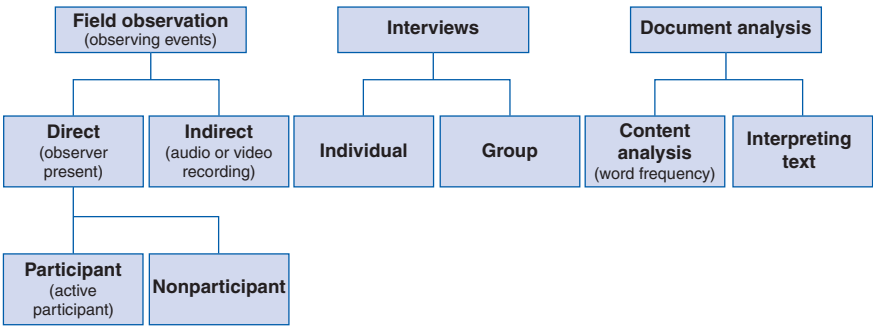 Field observation
(observing events)
Interviews
Document analysis
Direct
(observer
present)
Indirect
(audio or video
recording)
Individual
Group
Content
analysis
(word frequency)
Interpreting
text
Participant
(active
participant)
Nonparticipant